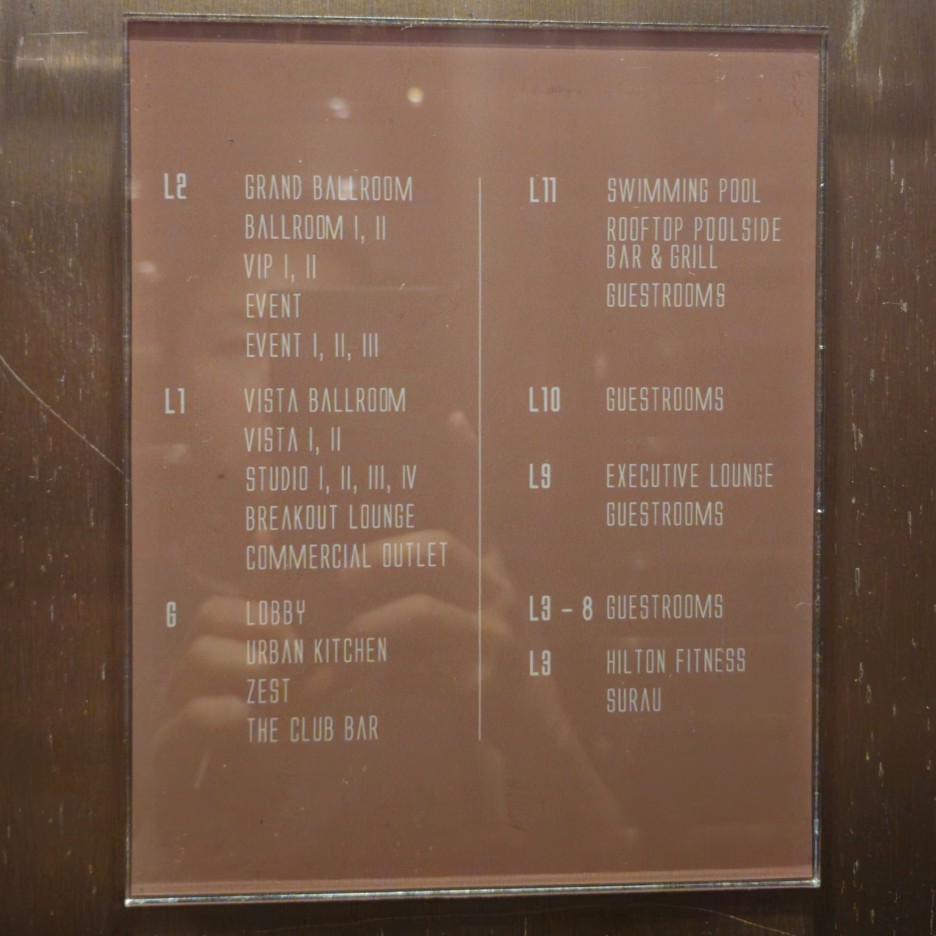 L2 GRAND BALLROOM
BALLROOM I, II
VIP I, II
EVENT
EVENT I, II, III
L1 VISTA BALLROOM
VISTA I, II
STUDIO I, II, III, IV
BREAKOUT LOUNGE
COMMERCIAL OUTLET
G LOBBY
URBAN KITCHEN
ZEST
THE CLUB BAR
L11 SWIMMING POOL
ROOFTOP POOLSIDE
BAR & GRILL
GUESTROOMS
L10 GUESTROOMS
L9 EXECUTIVE LOUNGE
GUESTROOMS
L3 - 8 GUESTROOMS
L3 HILTON FITNESS
SURAU